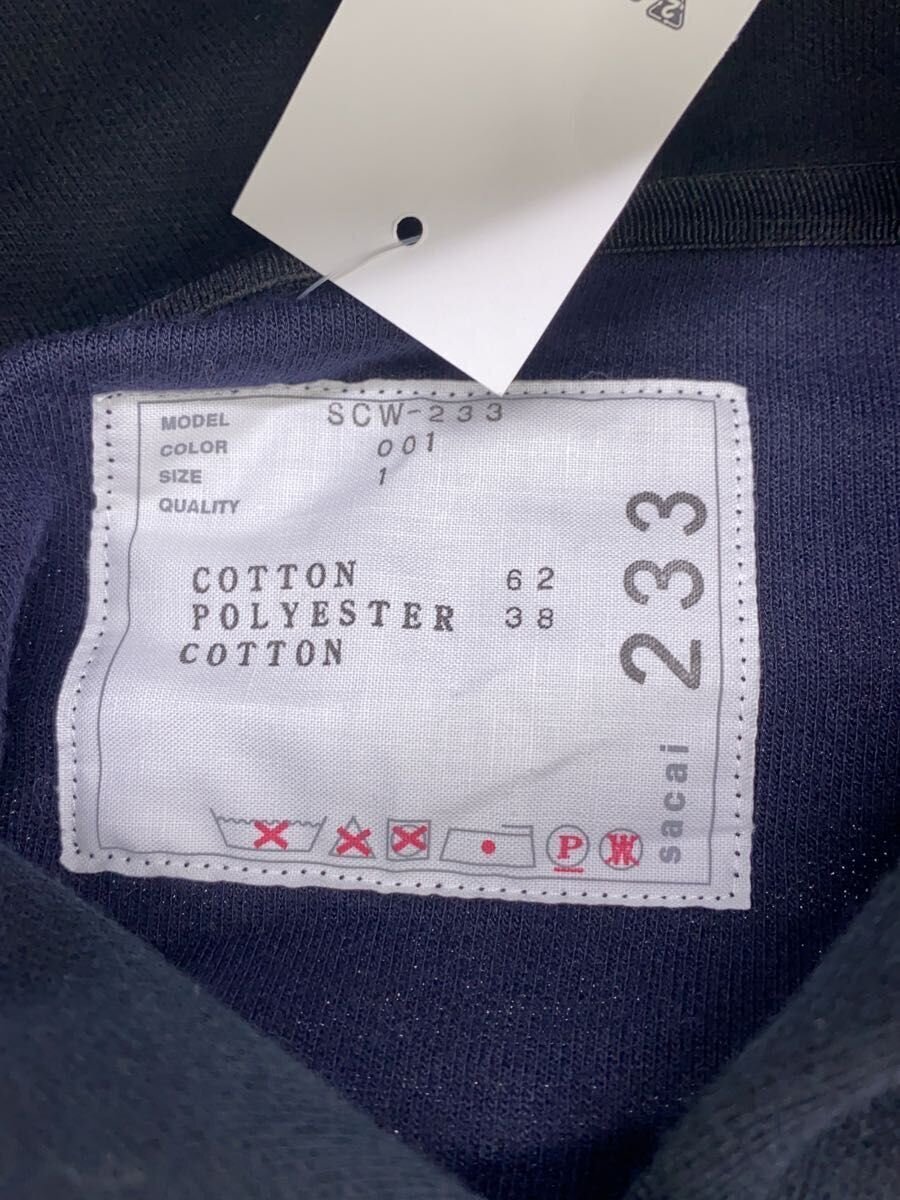 MODEL SCW-233
COLOR 001
SIZE 1
QUALITY
COTTON 62
POLYESTER 38
COTTON
233
sacai
P
W